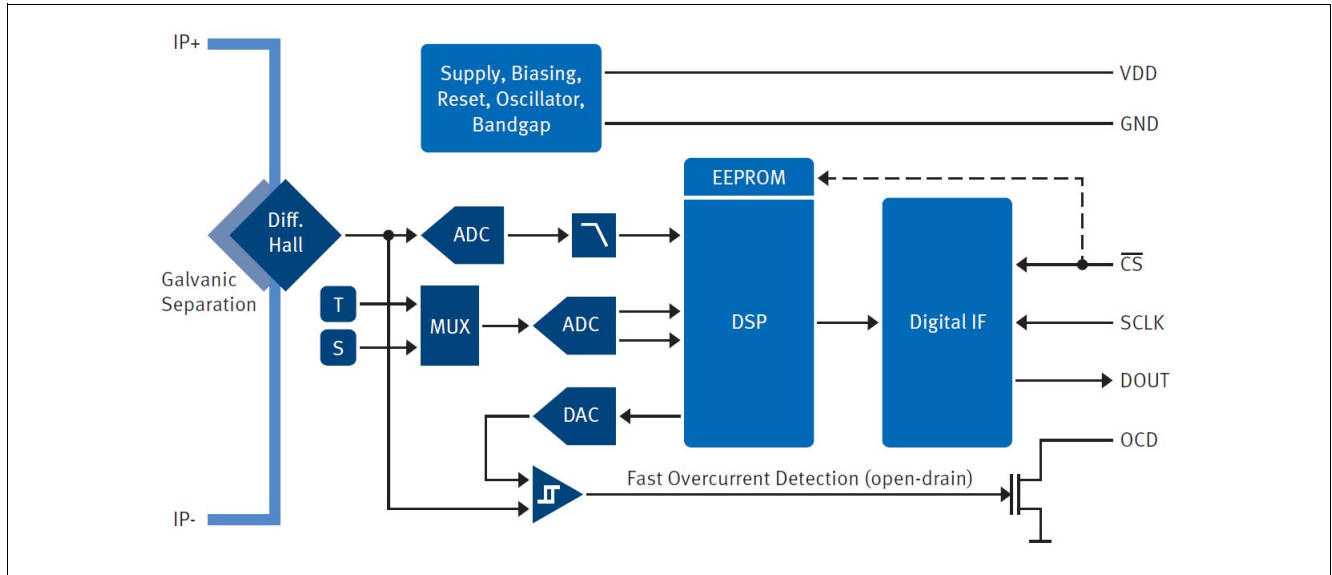 IP+
Supply, Biasing,
Reset, Oscillator,
Bandgap
VDD
GND
EEPROM
Diff.
Hall
ADC
Galvanic
Separation
CS
T
MUX
ADC
DSP
Digital IF
SCLK
S
DOUT
DAC
OCD
Fast Overcurrent Detection (open-drain)
IP-